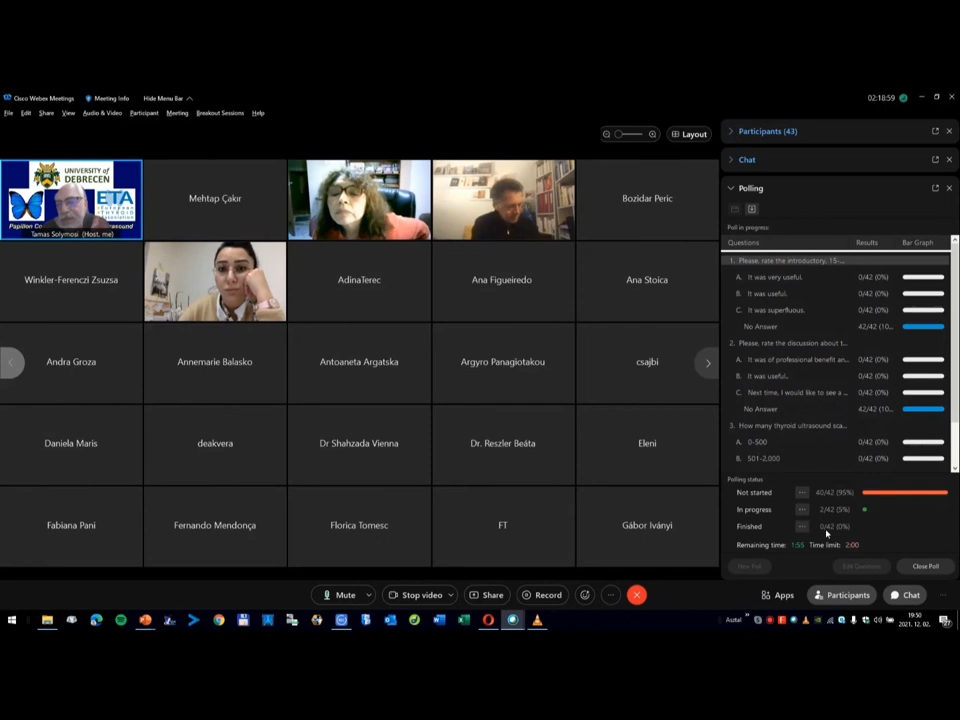 Cisco Webex Meetings Meeting Info Hide Menu Bar
02:18:59
File Edit Share View Audio & Video Participant Meeting Breakout Sessions Help
Layout
Participants (43)
Chat
Polling
Poll in progress:
Questions Results Bar Graph
1. Please, rate the introductory, 15-...
A. It was very useful. 0/42 (0%)
B. It was useful. 0/42 (0%)
C. It was superfluous. 0/42 (0%)
No Answer 42/42 (10...
2. Please, rate the discussion about t...
A. It was of professional benefit an... 0/42 (0%)
B. It was useful. 0/42 (0%)
C. Next time, I would like to see a ... 0/42 (0%)
No Answer 42/42 (10...
3. How many thyroid ultrasound sca...
A. 0-500 0/42 (0%)
B. 501-2,000 0/42 (0%)
Polling status
Not started 40/42 (95%)
In progress 2/42 (5%)
Finished 0/42 (0%)
Remaining time: 1:55 Time limit: 2:00
New Poll Edit Questions Close Poll
UNIVERSITY of
DEBRECEN
ETA
Tamas Solymosi (Host, me)
Mehtap Çakır
Bozidar Peric
Winkler-Ferenczi Zsuzsa
AdinaTerec
Ana Figueiredo
Ana Stoica
Andra Groza
Annemarie Balasko
Antoaneta Argatska
Argyro Panagiotakou
csajbi
Daniela Maris
deakvera
Dr Shahzada Vienna
Dr. Reszler Beáta
Eleni
Fabiana Pani
Fernando Mendonça
Florica Tomesc
FT
Gábor Iványi
Mute Stop video Share Record
Apps Participants Chat
Asztal
19:50
2021. 12. 02.